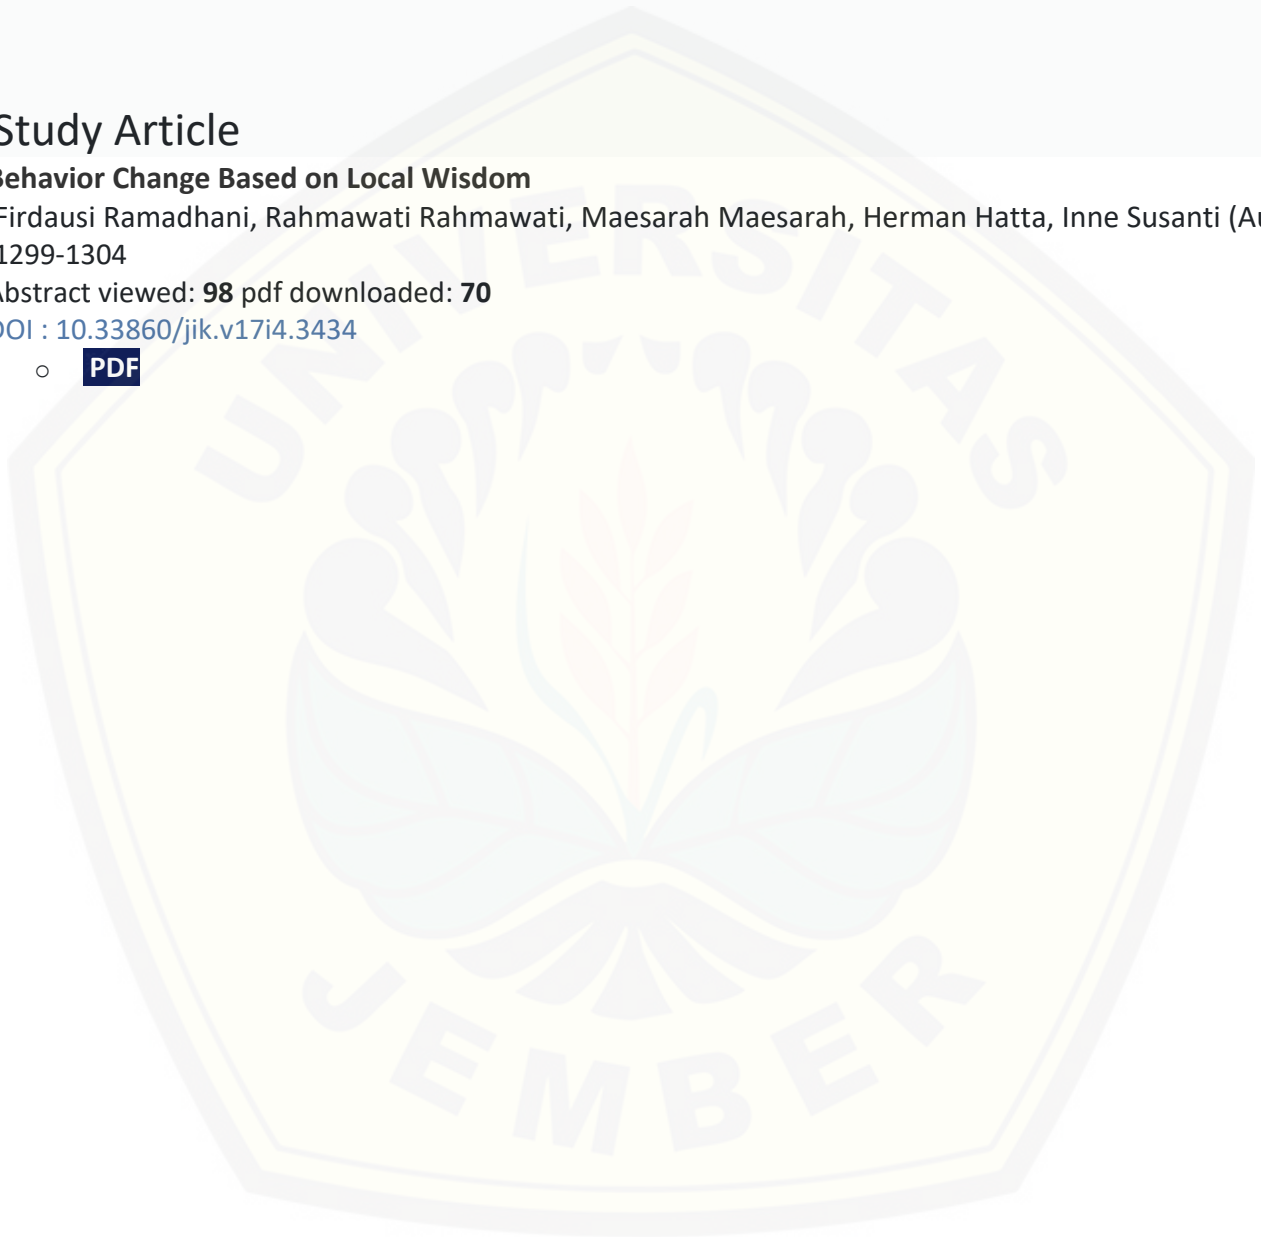 Study Article
Behavior Change Based on Local Wisdom
Firdausi Ramadhani, Rahmawati Rahmawati, Maesarah Maesarah, Herman Hatta, Inne Susanti
1299-1304
Abstract viewed: 98 pdf downloaded: 70
DOI : 10.33860/jik.v17i4.3434
PDF
UNIVERSITAS
JEMBER